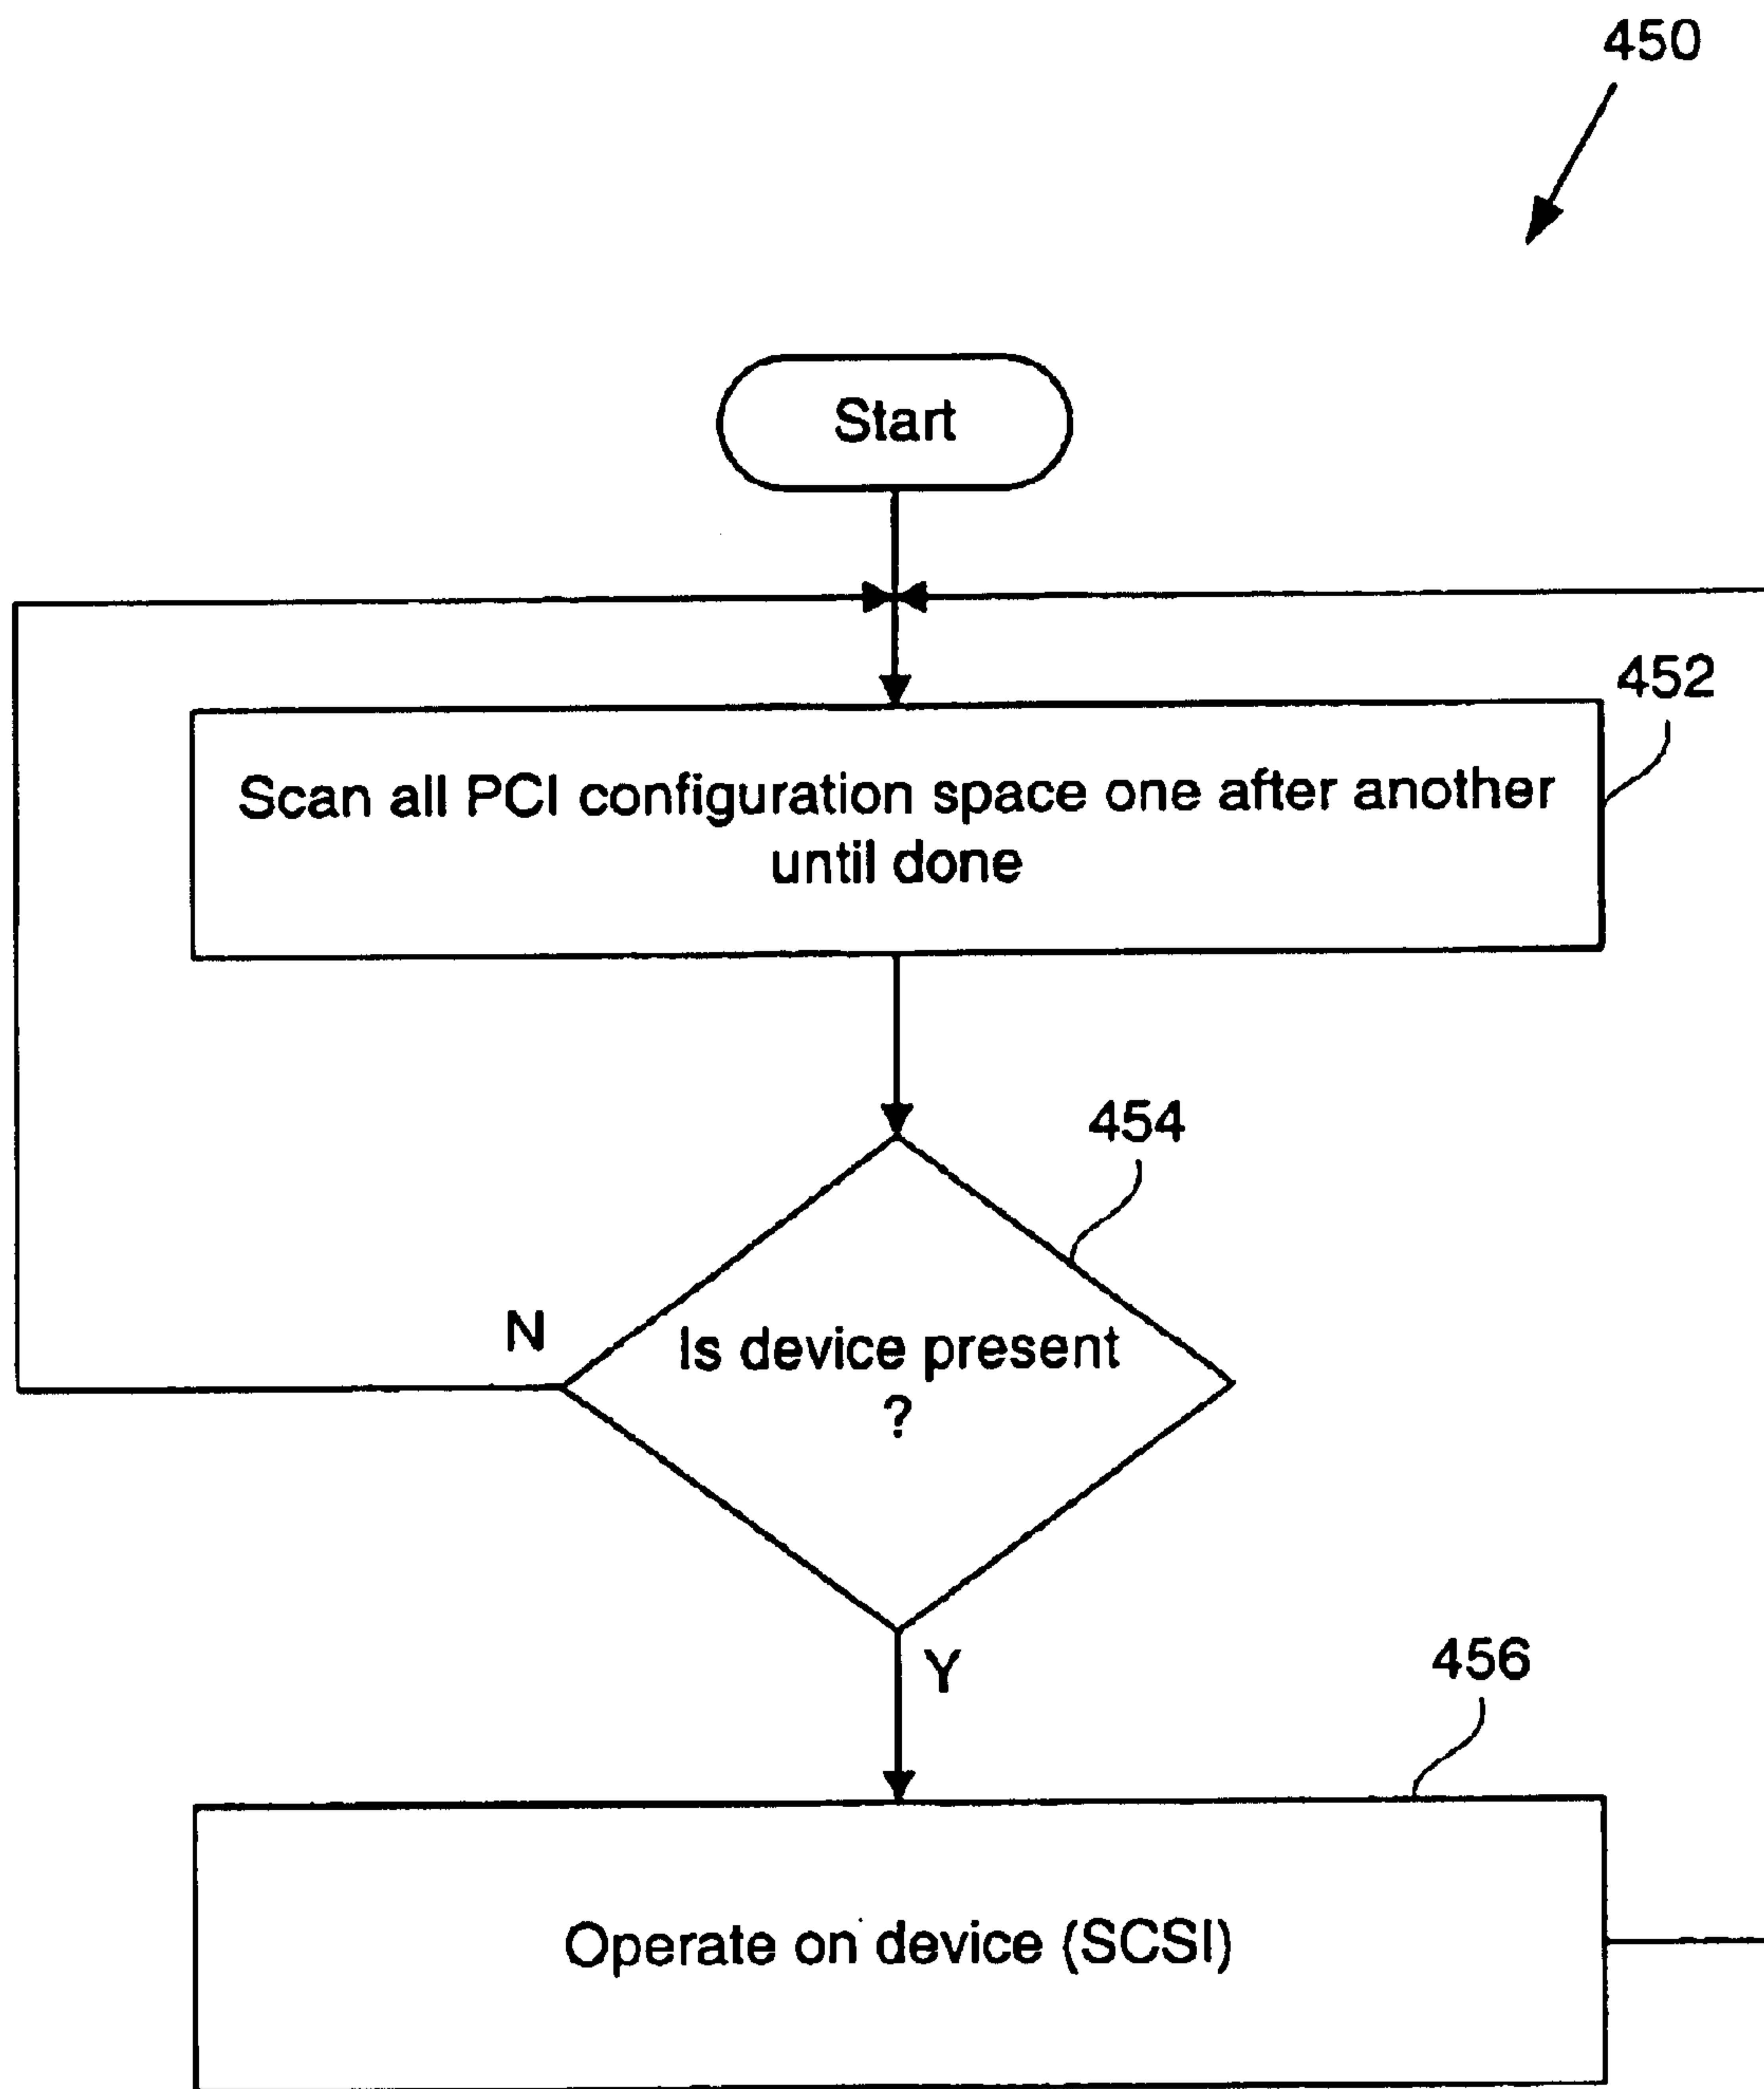 450
Start
452
Scan all PCI configuration space one after another
until done
454
N
Is device present
?
Y
456
Operate on device (SCSI)